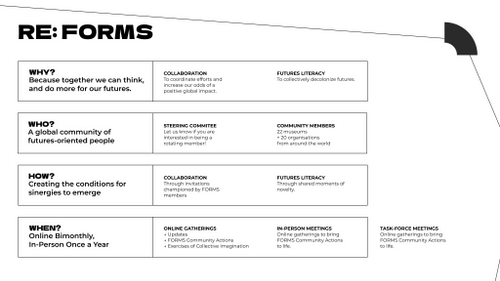 RE: FORMS
WHY?
Because together we can think,
and do more for our futures.
COLLABORATION
To coordinate efforts and
increase our odds of a
positive global impact.
FUTURES LITERACY
To collectively decolonize futures.
WHO?
A global community of
futures-oriented people
STEERING COMMITEE
Let us know if you are
interested in being a
rotating member!
COMMUNITY MEMBERS
22 museums
+ 20 organisations
from around the world
HOW?
Creating the conditions for
sinergies to emerge
COLLABORATION
Through invitations
championed by FORMS
members
FUTURES LITERACY
Through shared moments of
novelty.
WHEN?
Online Bimonthly,
In-Person Once a Year
ONLINE GATHERINGS
+ Updates
+ FORMS Community Actions
+ Exercises of Collective Imagination
IN-PERSON MEETINGS
Online gatherings to bring
FORMS Community Actions
to life.
TASK-FORCE MEETINGS
Online gatherings to bring
FORMS Community Actions
to life.